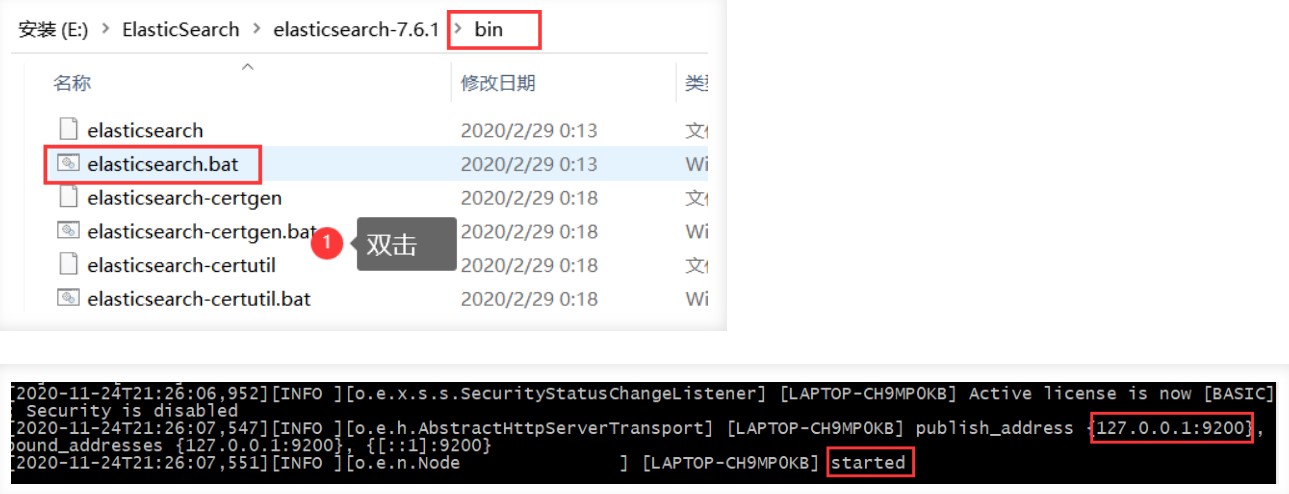 安装 (E:) > ElasticSearch > elasticsearch-7.6.1 > bin
名称 修改日期 类型
elasticsearch 2020/2/29 0:13 文件
elasticsearch.bat 2020/2/29 0:13 Wi
elasticsearch-certgen 2020/2/29 0:18 文件
elasticsearch-certgen.bat 2020/2/29 0:18 Wi
1 双击
elasticsearch-certutil 2020/2/29 0:18 文件
elasticsearch-certutil.bat 2020/2/29 0:18 Wi
[2020-11-24T21:26:06,952][INFO ][o.e.x.s.s.SecurityStatusChangeListener] [LAPTOP-CH9MP0KB] Active license is now [BASIC]
; Security is disabled
[2020-11-24T21:26:07,547][INFO ][o.e.h.AbstractHttpServerTransport] [LAPTOP-CH9MP0KB] publish_address {127.0.0.1:9200},
bound_addresses {127.0.0.1:9200}, {[::1]:9200}
[2020-11-24T21:26:07,551][INFO ][o.e.n.Node ] [LAPTOP-CH9MP0KB] started